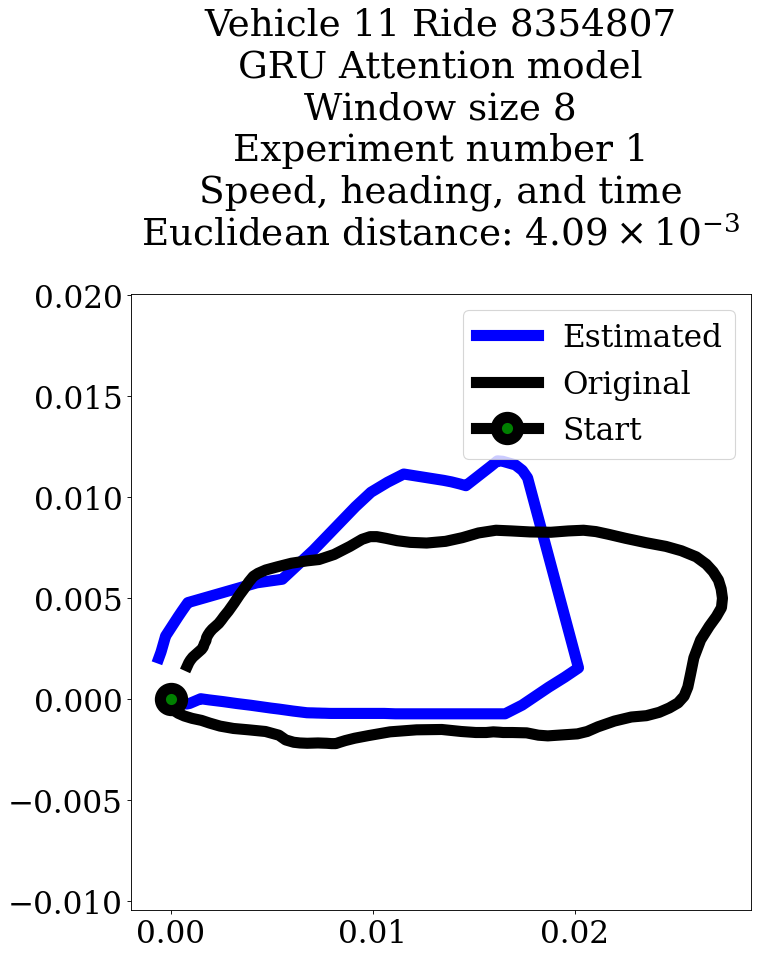 Vehicle 11 Ride 8354807
GRU Attention model
Window size 8
Experiment number 1
Speed, heading, and time
Euclidean distance: 4.09 × 10⁻³
0.020
0.015
0.010
0.005
0.000
−0.005
−0.010
Estimated
Original
Start
0.00 0.01 0.02